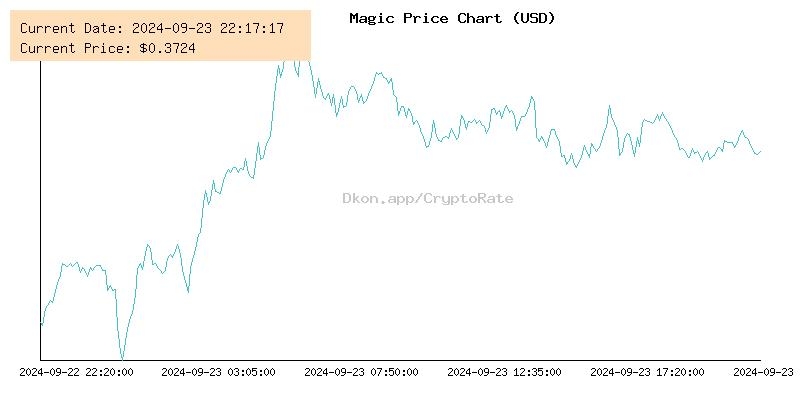 Magic Price Chart (USD)
Current Date: 2024-09-23 22:17:17
Current Price: $0.3724
Dkon.app/CryptoRate
2024-09-22 22:20:00 2024-09-23 03:05:00 2024-09-23 07:50:00 2024-09-23 12:35:00 2024-09-23 17:20:00 2024-09-23